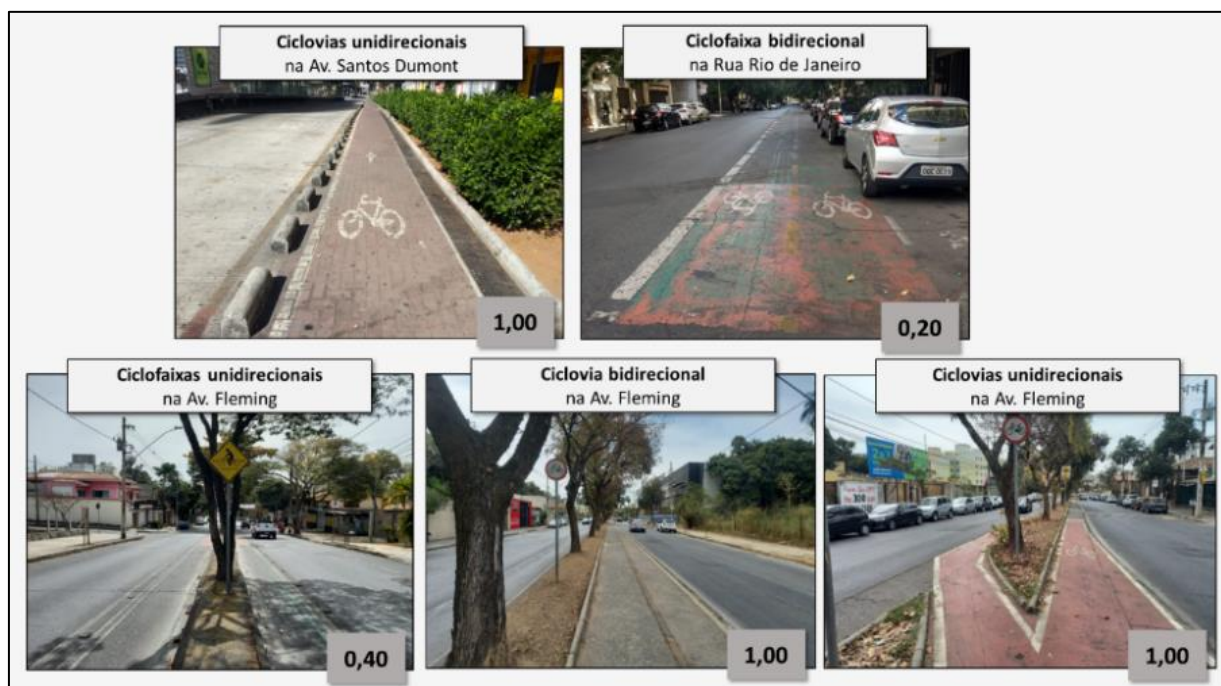 Ciclovias unidirecionais
na Av. Santos Dumont
Ciclofaixa bidirecional
na Rua Rio de Janeiro
1,00
0,20
Ciclofaixas unidirecionais
na Av. Fleming
Ciclovia bidirecional
na Av. Fleming
Ciclovias unidirecionais
na Av. Fleming
0,40
1,00
1,00